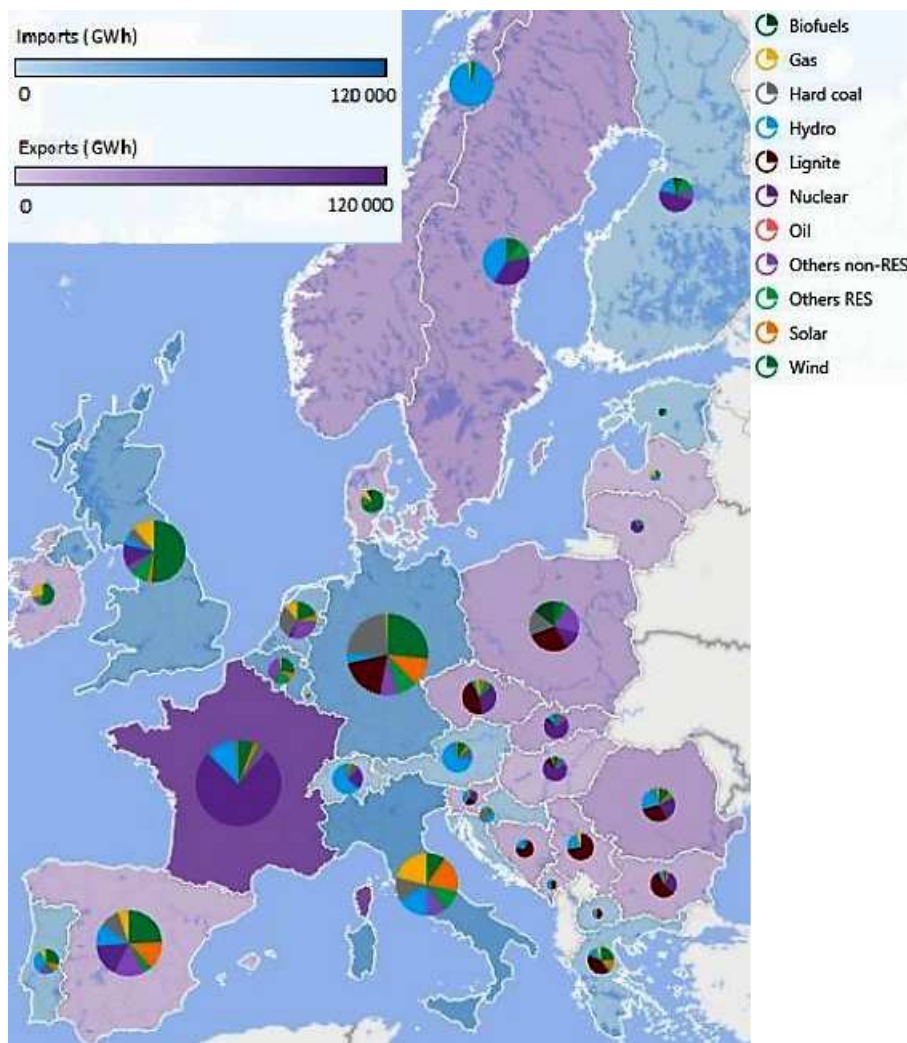 Imports (GWh)
0 120 000
Exports (GWh)
0 120 000
Biofuels
Gas
Hard coal
Hydro
Lignite
Nuclear
Oil
Others non-RES
Others RES
Solar
Wind